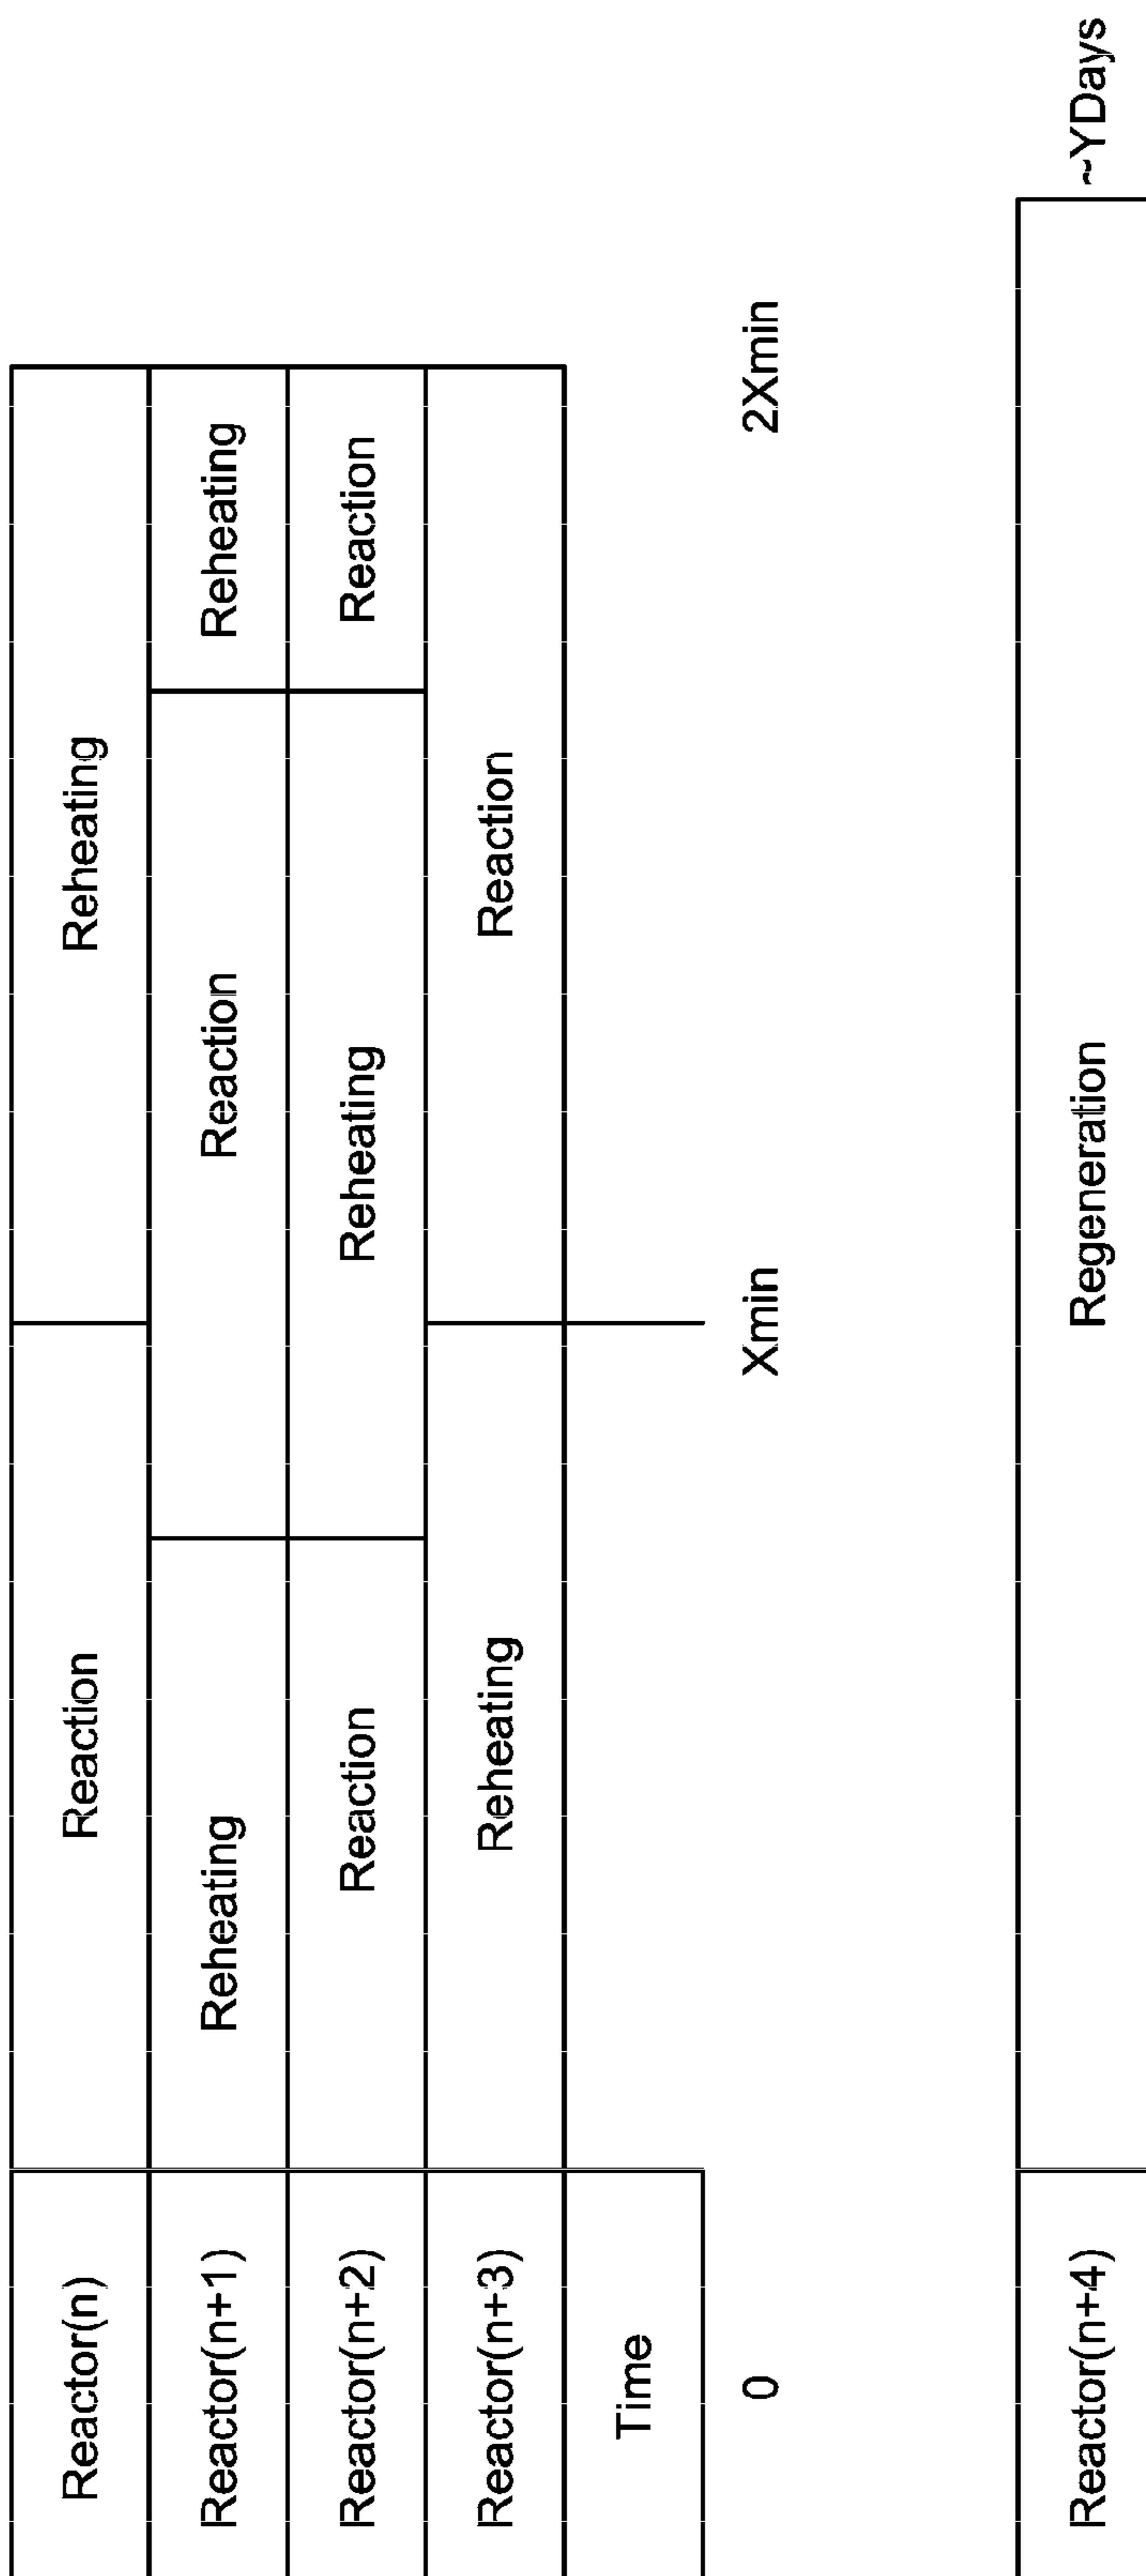 Reactor(n) Reaction Reheating
Reactor(n+1) Reheating Reaction Reheating
Reactor(n+2) Reaction Reheating Reaction
Reactor(n+3) Reheating Reaction
Time
0 Xmin 2Xmin
Reactor(n+4) Regeneration ~YDays